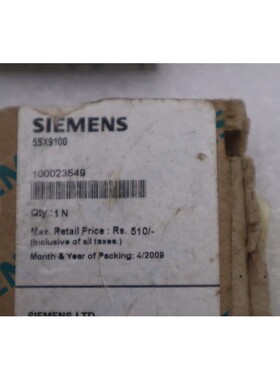 SIEMENS
5SX9100
100023549
Qty : 1 N
Max. Retail Price : Rs. 510/-
(Inclusive of all taxes.)
Month & Year of Packing: 4/2009
SIEMENS LTD